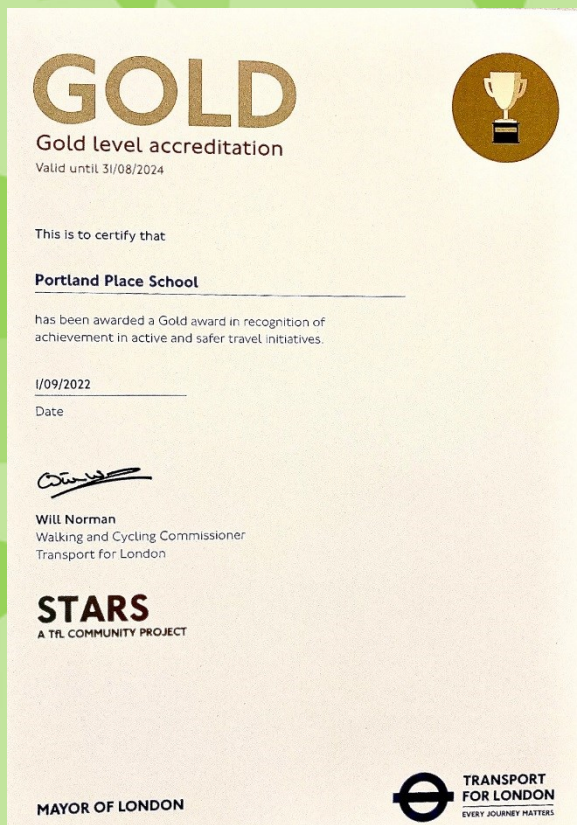 GOLD
Gold level accreditation
Valid until 31/08/2024
This is to certify that
Portland Place School
has been awarded a Gold award in recognition of
achievement in active and safer travel initiatives.
1/09/2022
Date
Will Norman
Walking and Cycling Commissioner
Transport for London
STARS
A TfL COMMUNITY PROJECT
MAYOR OF LONDON
TRANSPORT
FOR LONDON
EVERY JOURNEY MATTERS